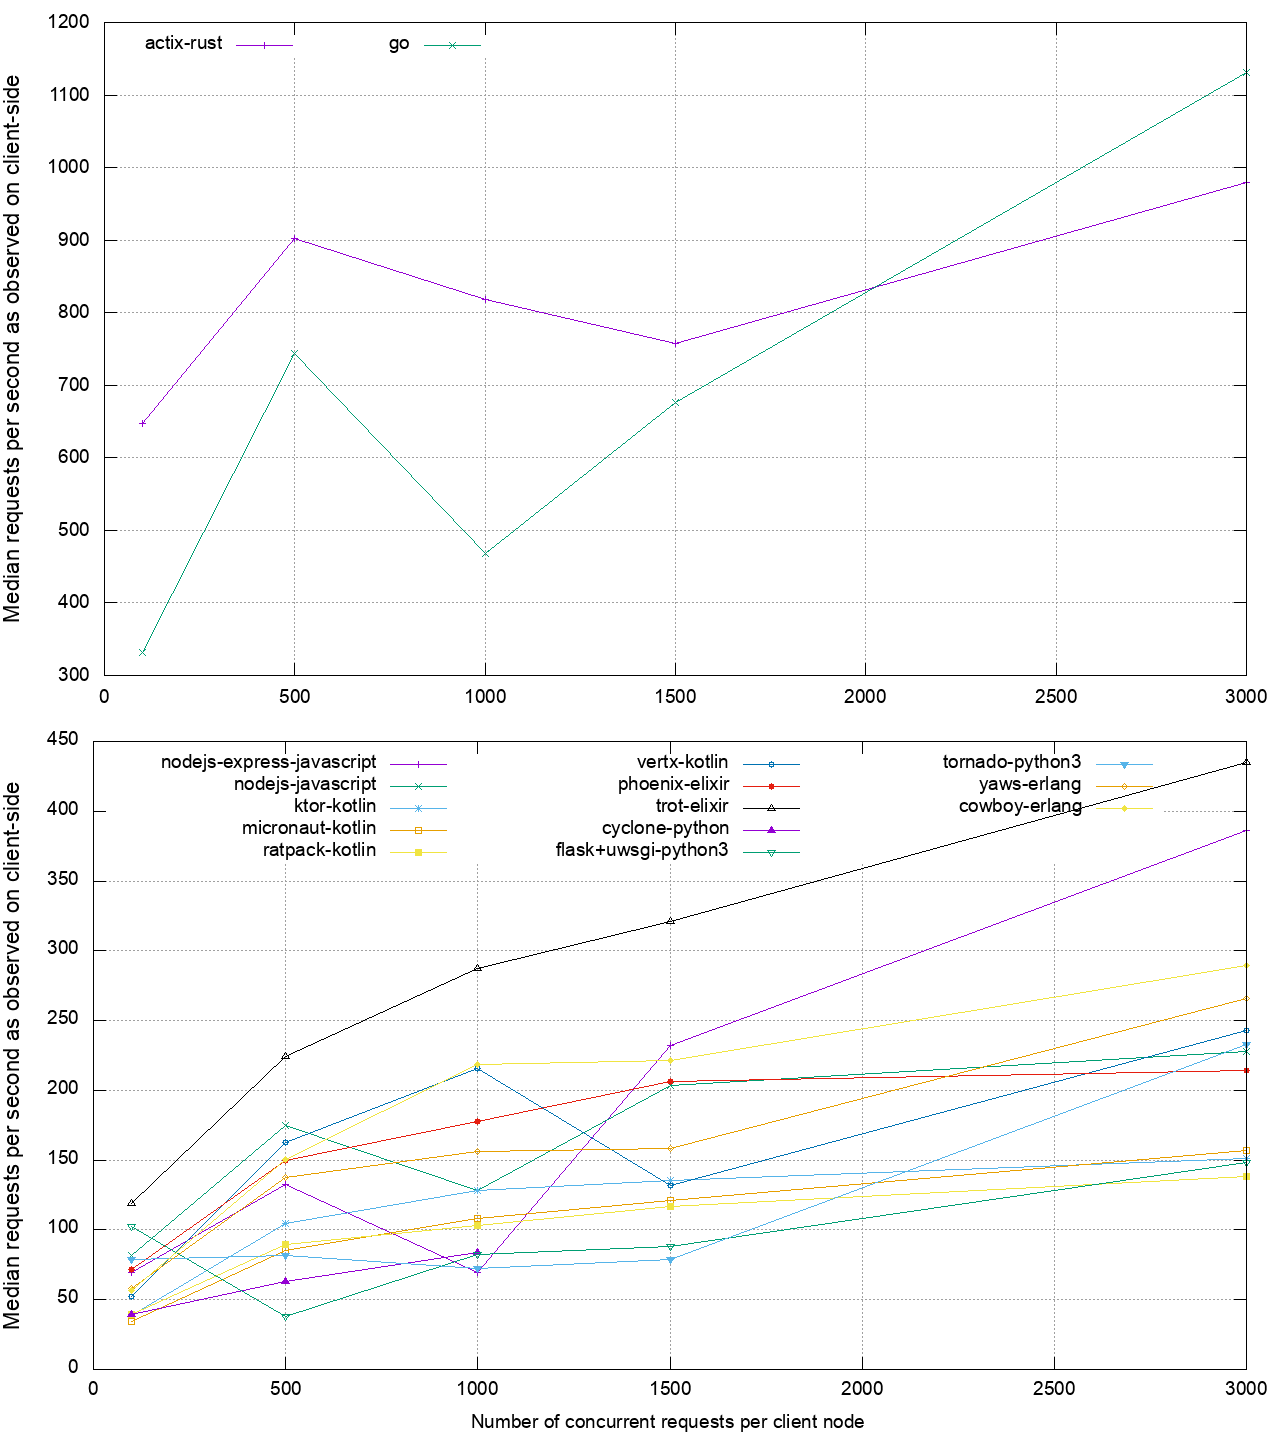 Median requests per second as observed on client-side
1200
1100
1000
900
800
700
600
500
400
300
actix-rust
go
0
500
1000
1500
2000
2500
3000
Median requests per second as observed on client-side
450
400
350
300
250
200
150
100
50
0
nodejs-express-javascript
nodejs-javascript
ktor-kotlin
micronaut-kotlin
ratpack-kotlin
vertx-kotlin
phoenix-elixir
trot-elixir
cyclone-python
flask+uwsgi-python3
tornado-python3
yaws-erlang
cowboy-erlang
0
500
1000
1500
2000
2500
3000
Number of concurrent requests per client node